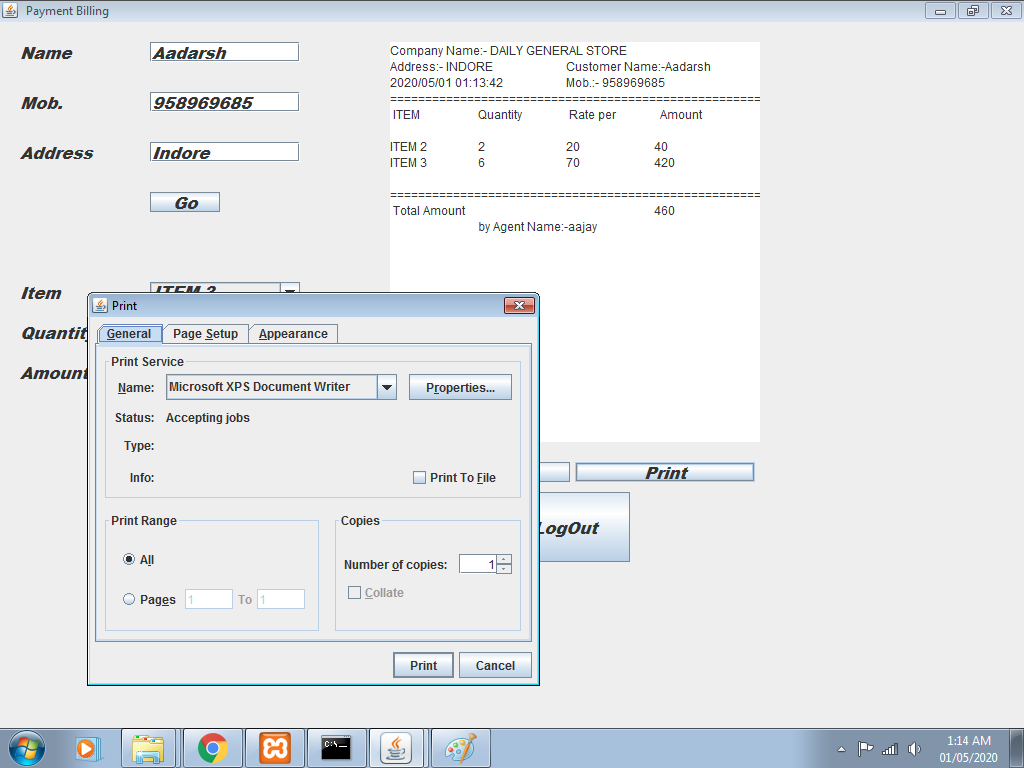 Payment Billing
Name Aadarsh
Mob. 958969685
Address Indore
Go
Company Name:- DAILY GENERAL STORE
Address:- INDORE Customer Name:-Aadarsh
2020/05/01 01:13:42 Mob.:- 958969685
=====================================================
ITEM Quantity Rate per Amount
ITEM 2 2 20 40
ITEM 3 6 70 420
=====================================================
Total Amount 460
by Agent Name:-aajay
Item
Quantity
Amount
Print
LogOut
Print
General Page Setup Appearance
Print Service
Name: Microsoft XPS Document Writer Properties...
Status: Accepting jobs
Type:
Info: Print To File
Print Range
All
Pages 1 To 1
Copies
Number of copies: 1
Collate
Print Cancel
C:\_
1:14 AM
01/05/2020